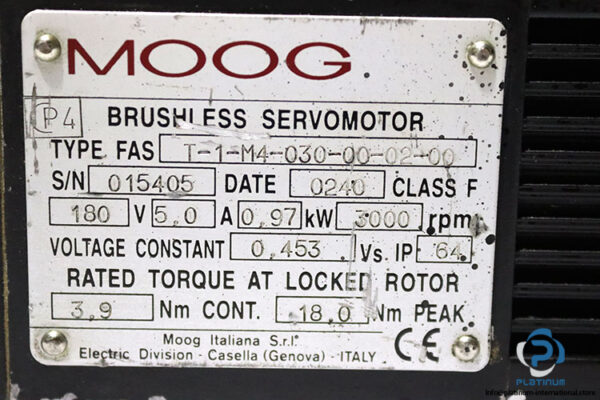 MOOG
P4
BRUSHLESS SERVOMOTOR
TYPE FAS T-1-M4-030-00-02-00
S/N 015405 DATE 0240 CLASS F
180 V 5,0 A 0,97 kW 3000 rpm
VOLTAGE CONSTANT 0,453 Vs. IP 64
RATED TORQUE AT LOCKED ROTOR
3,9 Nm CONT. 18,0 Nm PEAK
Moog Italiana S.r.l.
Electric Division - Casella (Genova) - ITALY
CE
PLATINUM
info@platinum-international.store